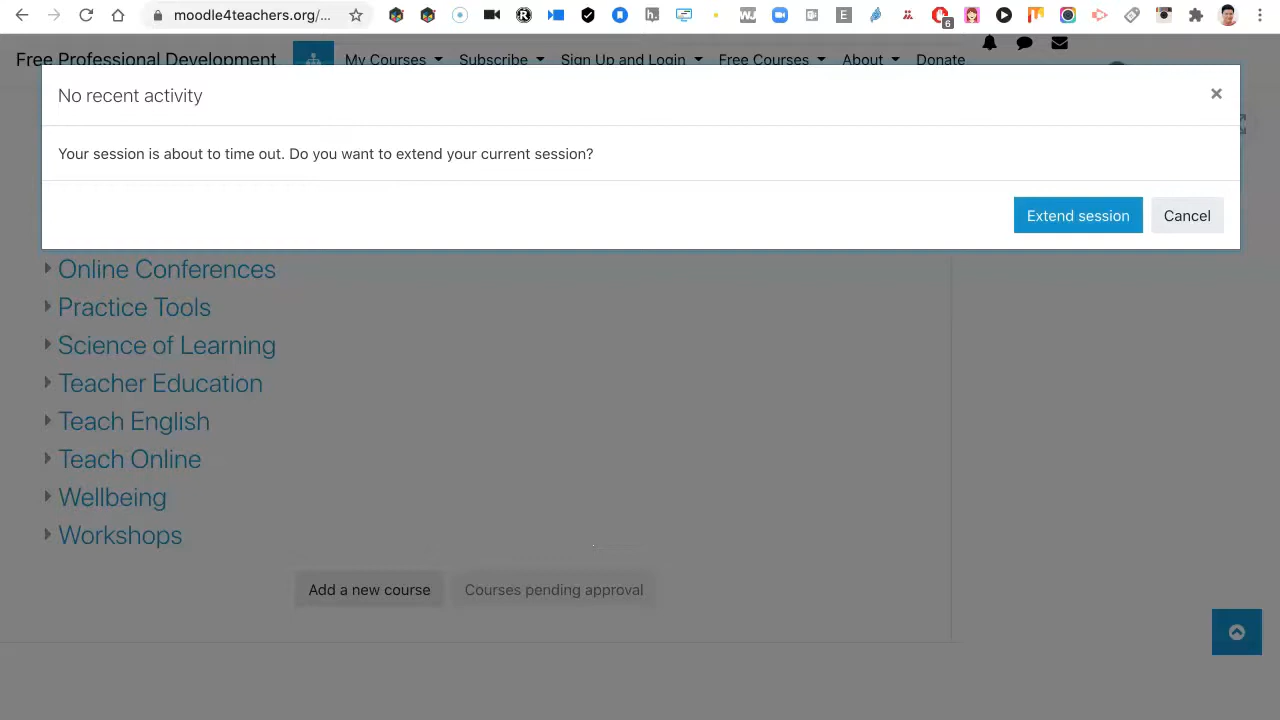 moodle4teachers.org/...
6
Free Professional Development My Courses Subscribe Sign Up and Login Free Courses About Donate
No recent activity ×
Your session is about to time out. Do you want to extend your current session?
Extend session Cancel
Online Conferences
Practice Tools
Science of Learning
Teacher Education
Teach English
Teach Online
Wellbeing
Workshops
Add a new course Courses pending approval